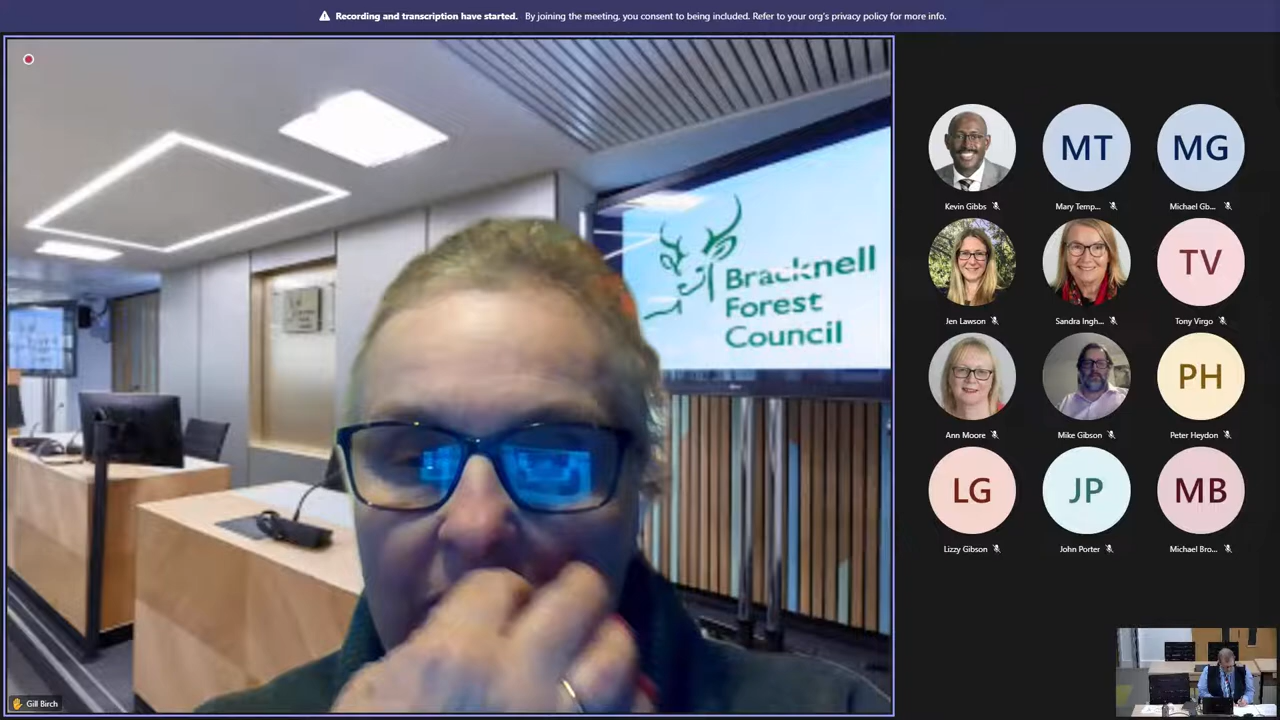 Recording and transcription have started. By joining the meeting, you consent to being included. Refer to your org's privacy policy for more info.
Bracknell
Forest
Council
Gill Birch
MT
MG
Kevin Gibbs
Mary Temp...
Michael Gb...
TV
Jen Lawson
Sandra Ingh...
Tony Virgo
PH
Ann Moore
Mike Gibson
Peter Heydon
LG
JP
MB
Lizzy Gibson
John Porter
Michael Bro...